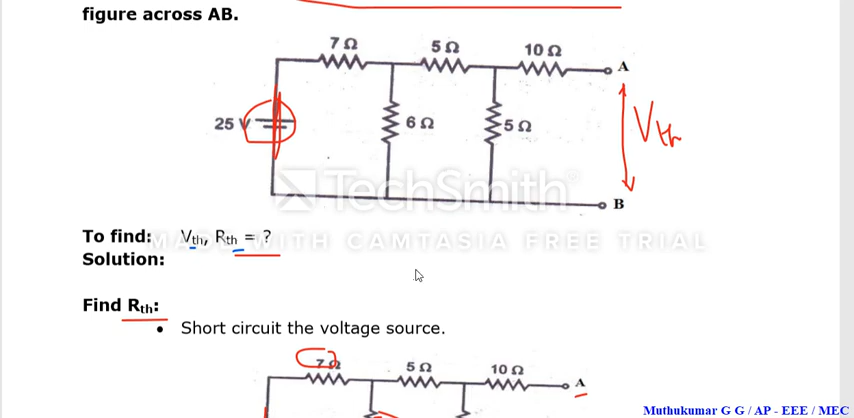 figure across AB.
7 Ω
5 Ω
10 Ω
A
25 V
6 Ω
5 Ω
Vth
B
TechSmith
MADE WITH CAMTASIA FREE TRIAL
To find: Vth, Rth = ?
Solution:
Find Rth:
• Short circuit the voltage source.
7 Ω
5 Ω
10 Ω
A
Muthukumar G G / AP - EEE / MEC